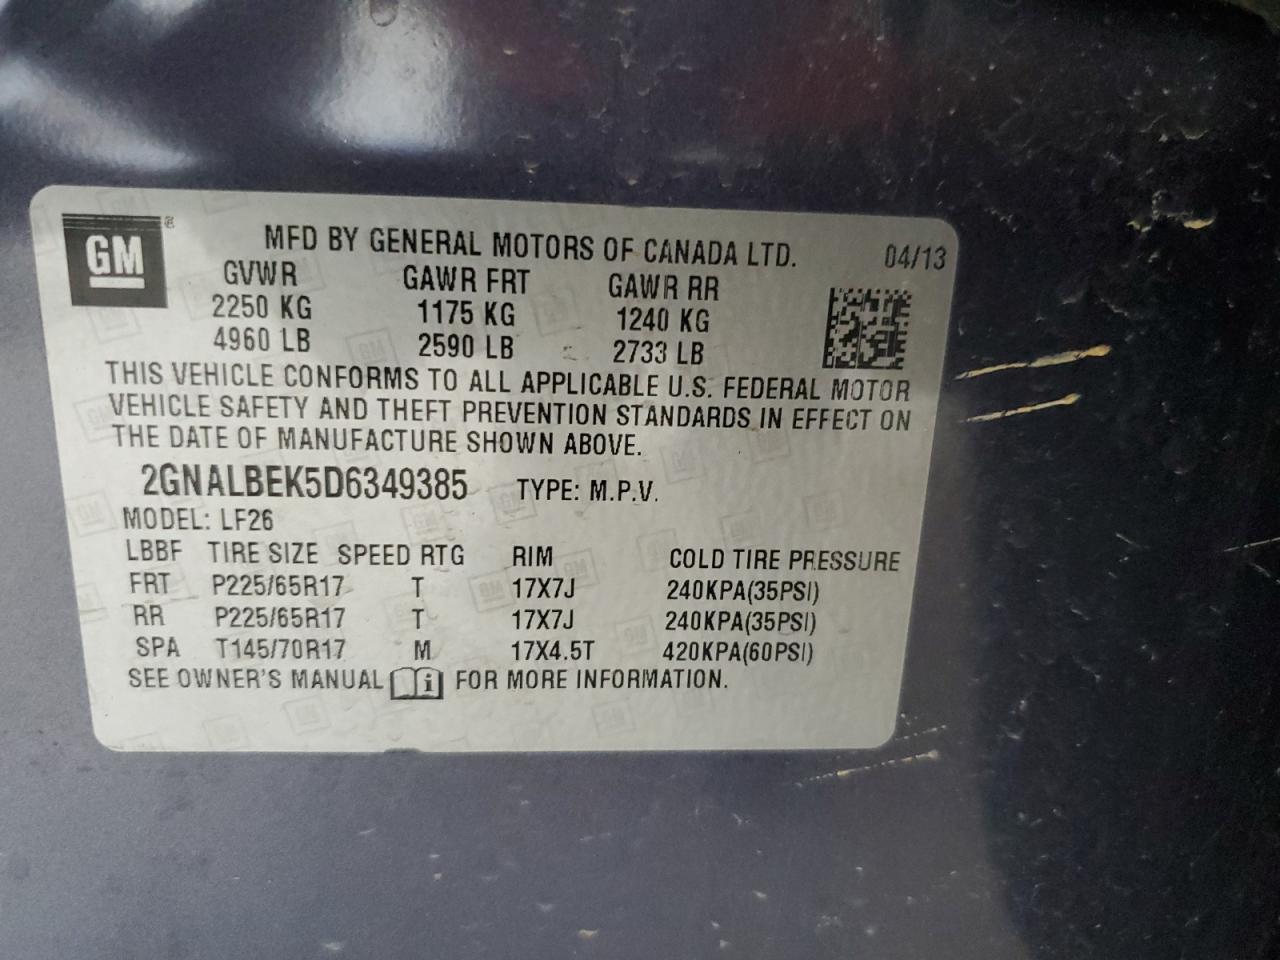 GM®
MFD BY GENERAL MOTORS OF CANADA LTD. 04/13
GVWR GAWR FRT GAWR RR
2250 KG 1175 KG 1240 KG
4960 LB 2590 LB 2733 LB
THIS VEHICLE CONFORMS TO ALL APPLICABLE U.S. FEDERAL MOTOR
VEHICLE SAFETY AND THEFT PREVENTION STANDARDS IN EFFECT ON
THE DATE OF MANUFACTURE SHOWN ABOVE.
2GNALBEK5D6349385 TYPE: M.P.V.
MODEL: LF26
LBBF TIRE SIZE SPEED RTG RIM COLD TIRE PRESSURE
FRT P225/65R17 T 17X7J 240KPA(35PSI)
RR P225/65R17 T 17X7J 240KPA(35PSI)
SPA T145/70R17 M 17X4.5T 420KPA(60PSI)
SEE OWNER'S MANUAL i FOR MORE INFORMATION.